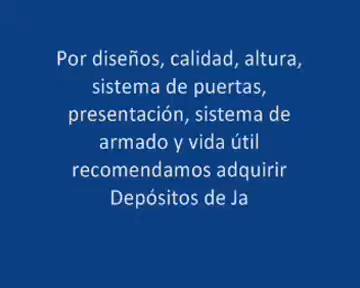 Por diseños, calidad, altura,
sistema de puertas,
presentación, sistema de
armado y vida útil
recomendamos adquirir
Depósitos de Ja